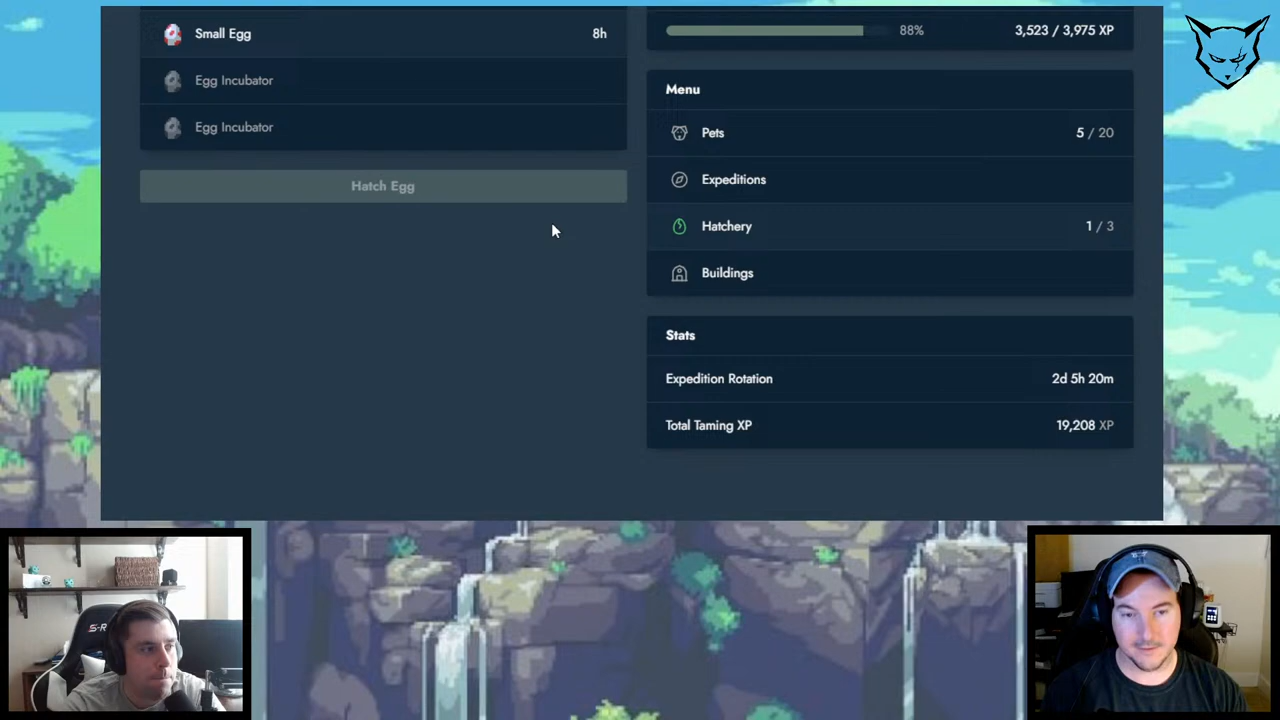 Small Egg 8h
Egg Incubator
Egg Incubator
Hatch Egg
88% 3,523 / 3,975 XP
Menu
Pets 5 / 20
Expeditions
Hatchery 1 / 3
Buildings
Stats
Expedition Rotation 2d 5h 20m
Total Taming XP 19,208 XP
S-R